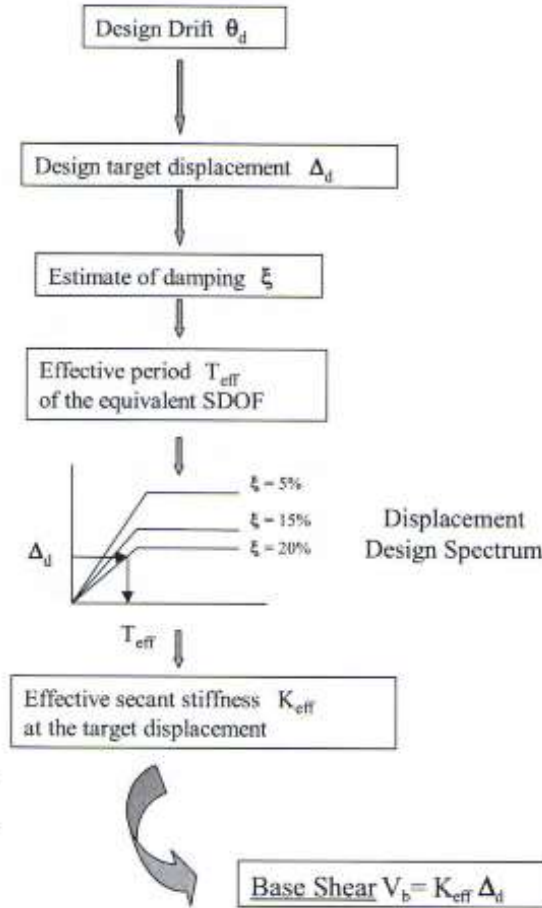 Design Drift θd
Design target displacement Δd
Estimate of damping ξ
Effective period Teff
of the equivalent SDOF
ξ = 5%
ξ = 15%
ξ = 20%
Δd
Teff
Displacement
Design Spectrum
Effective secant stiffness Keff
at the target displacement
Base Shear Vb= Keff Δd